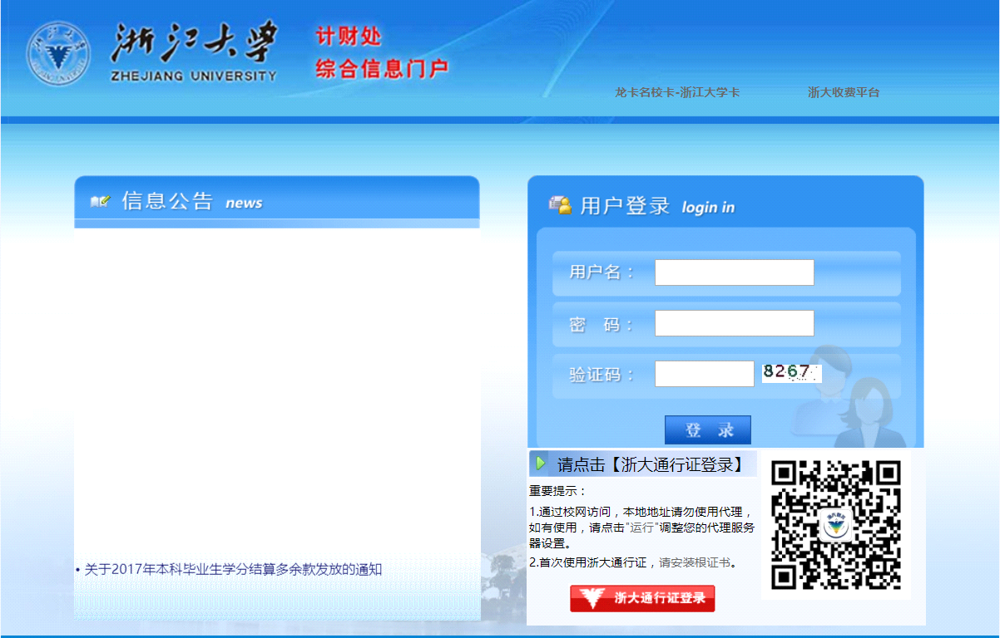 浙江大学
ZHEJIANG UNIVERSITY
计财处
综合信息门户
龙卡名校卡-浙江大学卡
浙大收费平台
信息公告 news
• 关于2017年本科毕业生学分结算多余款发放的通知
用户登录 login in
用户名：
密 码：
验证码：
8267
登 录
请点击【浙大通行证登录】
重要提示：
1.通过校网访问，本地地址请勿使用代理，
如有使用，请点击"运行"调整您的代理服务
器设置。
2.首次使用浙大通行证，请安装根证书。
浙大通行证登录